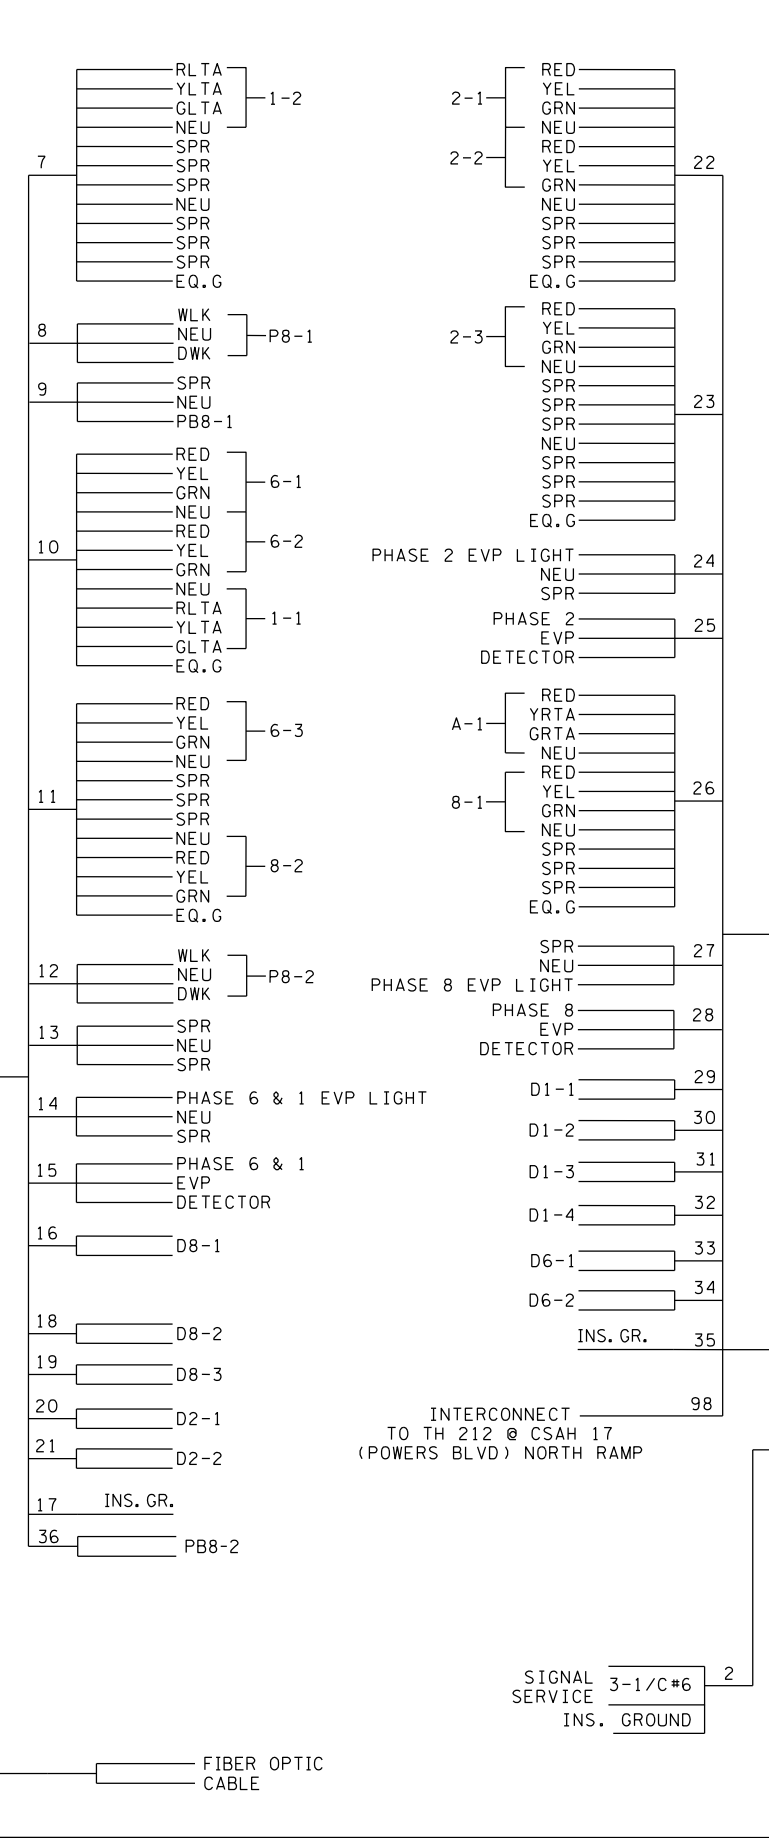 7
RLTA
YLTA
GLTA
NEU
SPR
SPR
SPR
NEU
SPR
SPR
SPR
EQ.G
1-2
8
WLK
NEU
DWK
P8-1
9
SPR
NEU
PB8-1
10
RED
YEL
GRN
NEU
RED
YEL
GRN
NEU
RLTA
YLTA
GLTA
EQ.G
6-1
6-2
1-1
11
RED
YEL
GRN
NEU
SPR
SPR
SPR
NEU
RED
YEL
GRN
EQ.G
6-3
8-2
12
WLK
NEU
DWK
P8-2
13
SPR
NEU
SPR
14
PHASE 6 & 1 EVP LIGHT
NEU
SPR
15
PHASE 6 & 1
EVP
DETECTOR
16
D8-1
18
D8-2
19
D8-3
20
D2-1
21
D2-2
17
INS.GR.
36
PB8-2
2-1
2-2
RED
YEL
GRN
NEU
RED
YEL
GRN
NEU
SPR
SPR
SPR
EQ.G
22
2-3
RED
YEL
GRN
NEU
SPR
SPR
SPR
NEU
SPR
SPR
SPR
EQ.G
23
PHASE 2 EVP LIGHT
NEU
SPR
24
PHASE 2
EVP
DETECTOR
25
A-1
8-1
RED
YRTA
GRTA
NEU
RED
YEL
GRN
NEU
SPR
SPR
SPR
EQ.G
26
SPR
NEU
PHASE 8 EVP LIGHT
27
PHASE 8
EVP
DETECTOR
28
D1-1
29
D1-2
30
D1-3
31
D1-4
32
D6-1
33
D6-2
34
INS.GR.
35
INTERCONNECT
TO TH 212 @ CSAH 17
(POWERS BLVD) NORTH RAMP
98
SIGNAL
SERVICE
3-1/C#6
INS. GROUND
2
FIBER OPTIC
CABLE